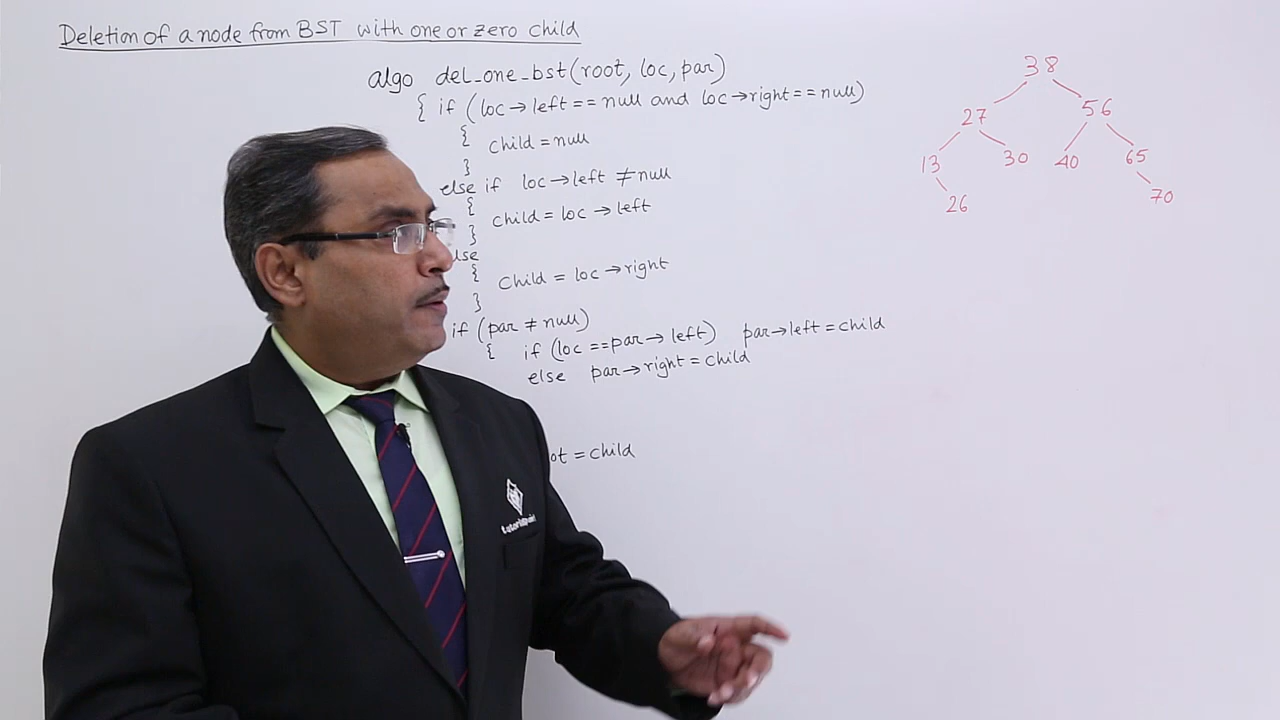 Deletion of a node from BST with one or zero child
algo del_one_bst(root, loc, par)
{ if (loc→left == null and loc→right == null)
{ child = null
}
else if loc→left ≠ null
{ child = loc → left
}
{ child = loc → right
}
if (par ≠ null)
{ if (loc == par → left) par → left = child
else par → right = child
= child
38
27 56
13 30 40 65
26 70
tutorialspoint